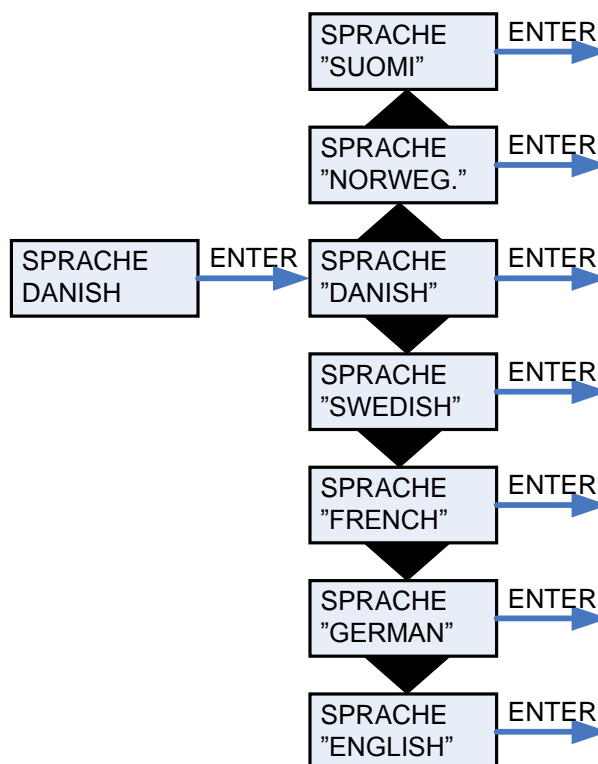 SPRACHE
"SUOMI"
ENTER
SPRACHE
"NORWEG."
ENTER
SPRACHE
DANISH
ENTER
SPRACHE
"DANISH"
ENTER
SPRACHE
"SWEDISH"
ENTER
SPRACHE
"FRENCH"
ENTER
SPRACHE
"GERMAN"
ENTER
SPRACHE
"ENGLISH"
ENTER